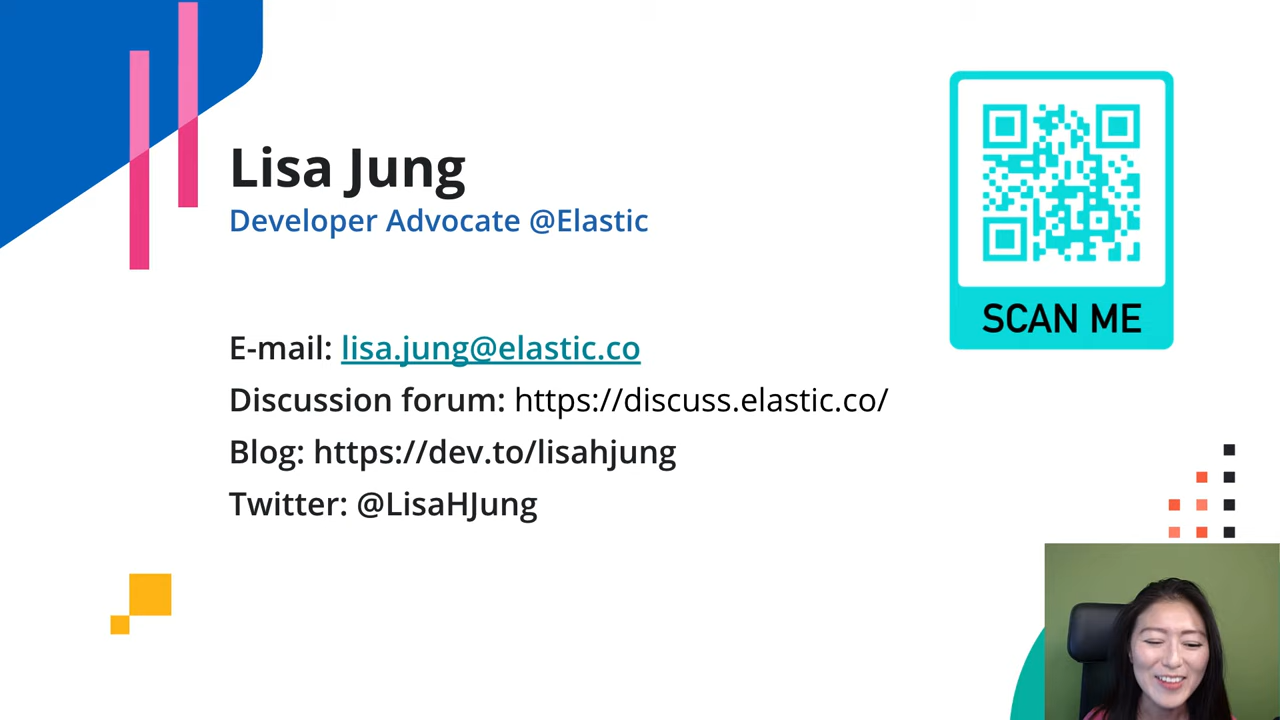 Lisa Jung
Developer Advocate @Elastic
SCAN ME
E-mail: lisa.jung@elastic.co
Discussion forum: https://discuss.elastic.co/
Blog: https://dev.to/lisahjung
Twitter: @LisaHJung